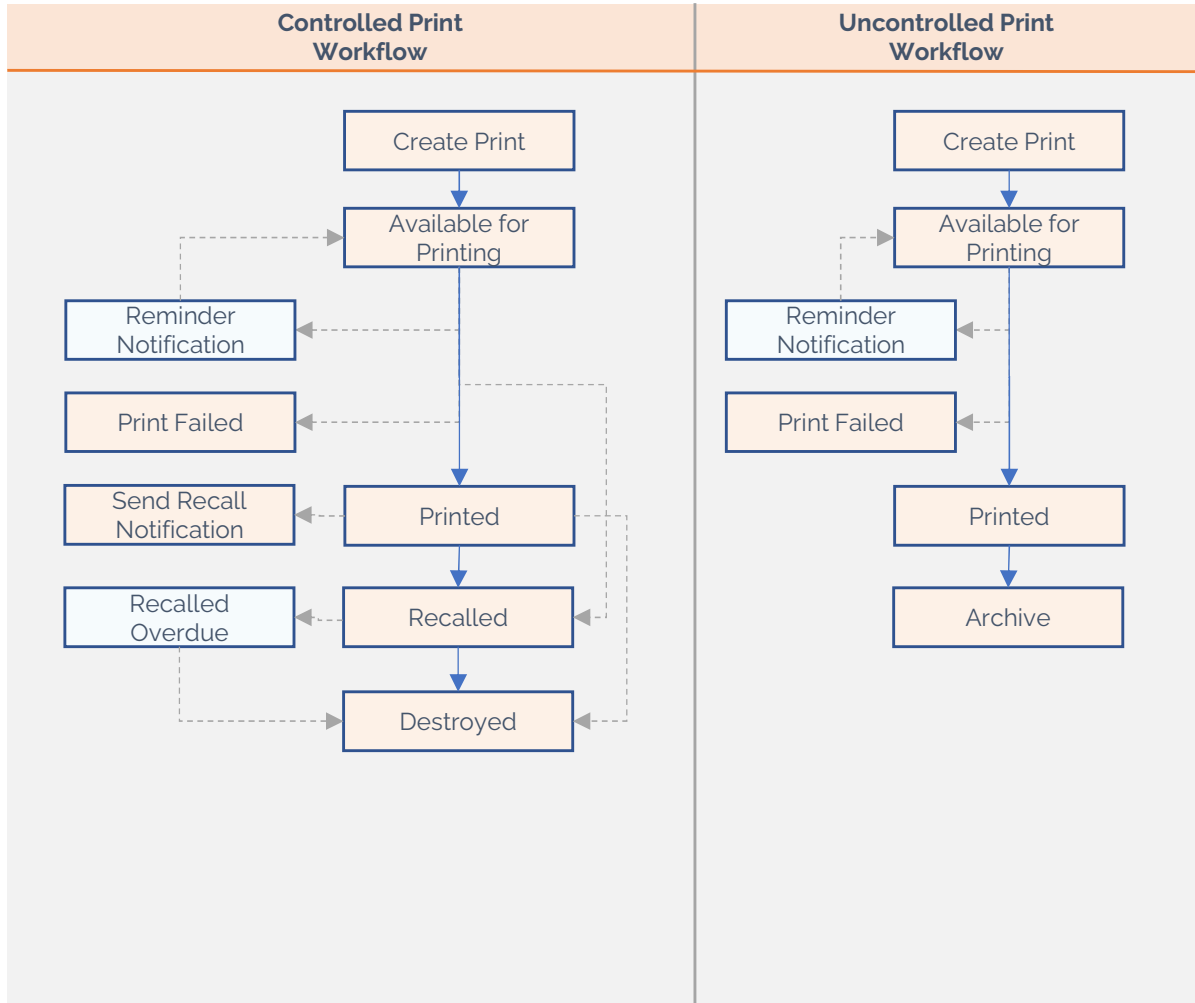 Controlled Print
Workflow
Create Print
Available for
Printing
Reminder
Notification
Print Failed
Send Recall
Notification
Printed
Recalled
Overdue
Recalled
Destroyed
Uncontrolled Print
Workflow
Create Print
Available for
Printing
Reminder
Notification
Print Failed
Printed
Archive